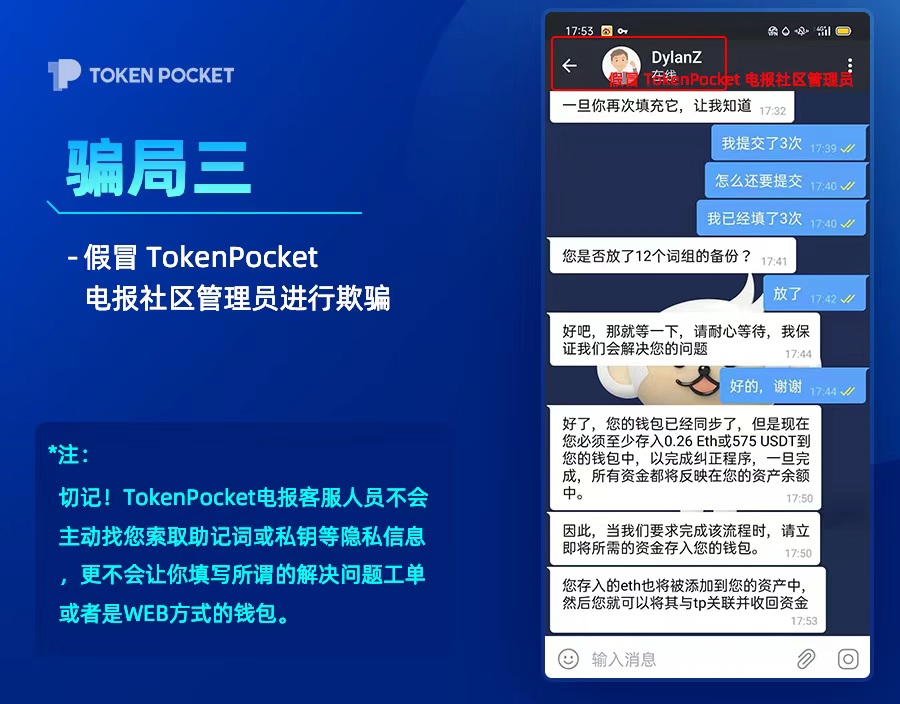 TOKEN POCKET
骗局三
- 假冒 TokenPocket
电报社区管理员进行欺骗
*注：
切记！TokenPocket电报客服人员不会
主动找您索取助记词或私钥等隐私信息
，更不会让你填写所谓的解决问题工单
或者是WEB方式的钱包。
17:53
DylanZ
在线
假冒 TokenPocket 电报社区管理员
一旦你再次填充它，让我知道 17:32
我提交了3次 17:39
怎么还要提交 17:40
我已经填了3次 17:40
您是否放了12个词组的备份？ 17:41
放了 17:42
好吧，那就等一下，请耐心等待，我保
证我们会解决您的问题
17:44
好的，谢谢 17:44
好了，您的钱包已经同步了，但是现在
您必须至少存入0.26 Eth或575 USDT到
您的钱包中，以完成纠正程序，一旦完
成，所有资金都将反映在您的资产余额
中。
17:50
因此，当我们要求完成该流程时，请立
即将所需的资金存入您的钱包。 17:50
您存入的eth也将被添加到您的资产中，
然后您就可以将其与tp关联并收回资金
17:53
输入消息